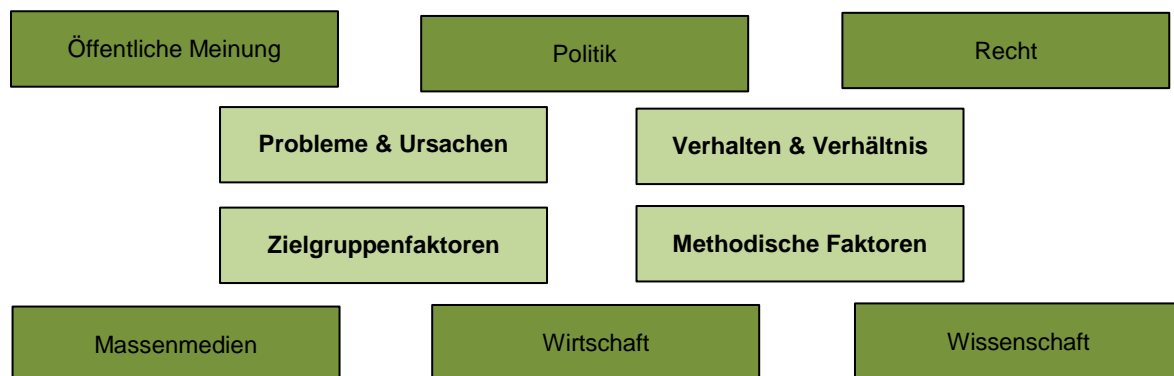 Öffentliche Meinung
Politik
Recht
Probleme & Ursachen
Verhalten & Verhältnis
Zielgruppenfaktoren
Methodische Faktoren
Massenmedien
Wirtschaft
Wissenschaft